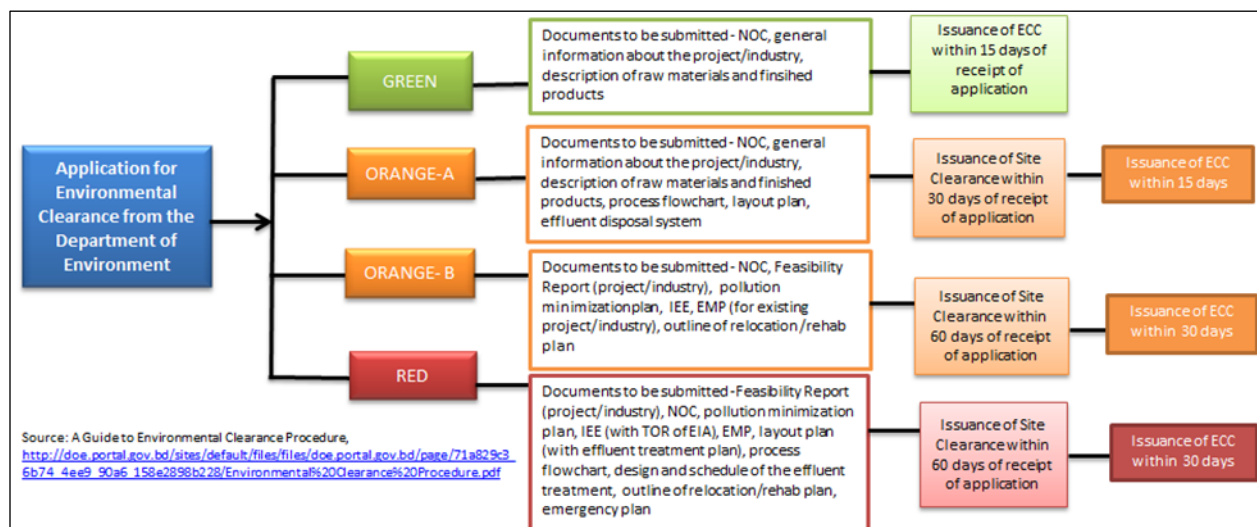 Application for
Environmental
Clearance from the
Department of
Environment
GREEN
Documents to be submitted - NOC, general
information about the project/industry,
description of raw materials and finsihed
products
Issuance of ECC
within 15 days of
receipt of
application
ORANGE-A
Documents to be submitted - NOC, general
information about the project/industry,
description of raw materials and finished
products, process flowchart, layout plan,
effluent disposal system
Issuance of Site
Clearance within
30 days of receipt
of application
Issuance of ECC
within 15 days
ORANGE- B
Documents to be submitted - NOC, Feasibility
Report (project/industry), pollution
minimizationplan, IEE, EMP (for existing
project/industry), outline of relocation/rehab
plan
Issuance of Site
Clearance within
60 days of receipt
of application
Issuance of ECC
within 30 days
RED
Documents to be submitted -Feasibility Report
(project/industry), NOC, pollution minimization
plan, IEE (with TOR of EIA), EMP, layout plan
(with effluent treatment plan), process
flowchart, design and schedule of the effluent
treatment, outline of relocation/rehab plan,
emergency plan
Issuance of Site
Clearance within
60 days of receipt
of application
Issuance of ECC
within 30 days
Source: A Guide to Environmental Clearance Procedure,
http://doe.portal.gov.bd/sites/default/files/files/doe.portal.gov.bd/page/71a829c3_
6b74_4ee9_90a6_158e2898b228/Environmental%20Clearance%20Procedure.pdf